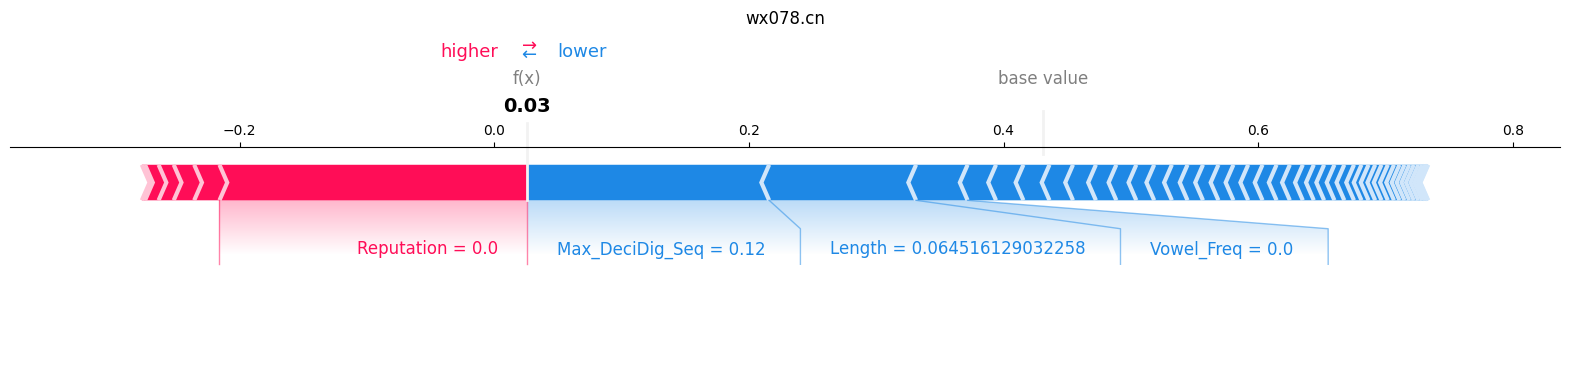 wx078.cn
higher ⇄ lower
f(x) base value
0.03
−0.2 0.0 0.2 0.4 0.6 0.8
Reputation = 0.0 Max_DeciDig_Seq = 0.12 Length = 0.064516129032258 Vowel_Freq = 0.0